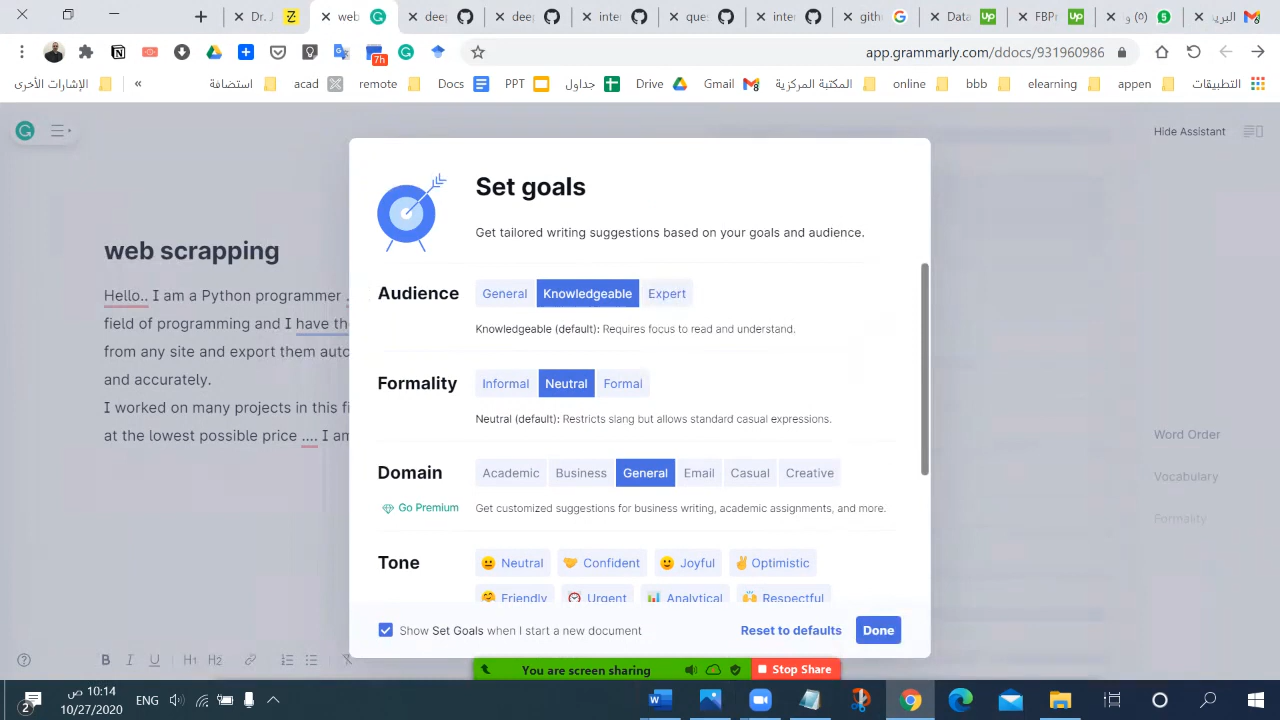 Dr. J
web
dee
dee
inter
que
inter
gith
Data
FBPr
(٥) و
البريد
7h
app.grammarly.com/ddocs/931960986
التطبيقات
appen
elearning
bbb
online
المكتبة المركزية
Gmail
Drive
جداول
PPT
Docs
remote
acad
استضافة
»
الإشارات الأخرى
Hide Assistant
web scrapping
Hello.. I am a Python programmer .
field of programming and I have the
from any site and export them auto
and accurately.
I worked on many projects in this fi
at the lowest possible price .... I am
Set goals
Get tailored writing suggestions based on your goals and audience.
Audience
General Knowledgeable Expert
Knowledgeable (default): Requires focus to read and understand.
Formality
Informal Neutral Formal
Neutral (default): Restricts slang but allows standard casual expressions.
Domain
Academic Business General Email Casual Creative
Go Premium
Get customized suggestions for business writing, academic assignments, and more.
Tone
Neutral Confident Joyful Optimistic
Friendly Urgent Analytical Respectful
Show Set Goals when I start a new document
Reset to defaults
Done
Word Order
Vocabulary
Formality
B I U H1 H2
You are screen sharing
Stop Share
10:14 ص
10/27/2020
ENG
2